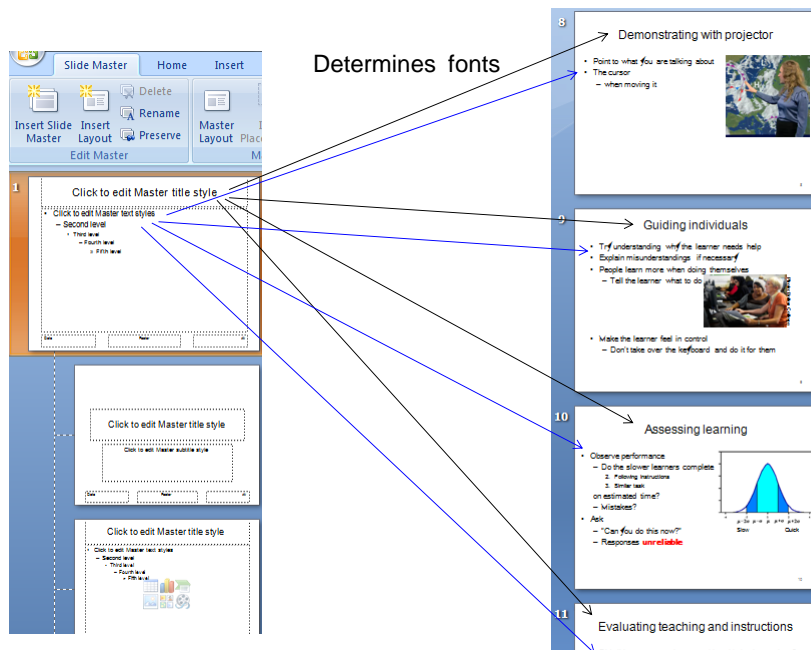 Determines fonts
Slide Master Home Insert
Delete
Rename
Preserve
Insert Slide Master
Insert Layout
Master Layout
Edit Master
1
Click to edit Master title style
• Click to edit Master text styles
– Second level
• Third level
– Fourth level
» Fifth level
Date Footer #
Click to edit Master title style
Click to edit Master subtitle style
Date Footer #
Click to edit Master title style
• Click to edit Master text styles
– Second level
• Third level
– Fourth level
» Fifth level
8
Demonstrating with projector
• Point to what you are talking about
• The cursor
– when moving it
9
Guiding individuals
• Try understanding why the learner needs help
• Explain misunderstandings if necessary
• People learn more when doing themselves
– Tell the learner what to do
• Make the learner feel in control
– Don't take over the keyboard and do it for them
10
Assessing learning
• Observe performance
– Do the slower learners complete
2. Following instructions
3. Similar task
on estimated time?
– Mistakes?
• Ask
– "Can you do this now?"
– Responses unreliable
μ-2σ μ-σ μ μ+σ μ+2σ
Slow Quick
11
Evaluating teaching and instructions